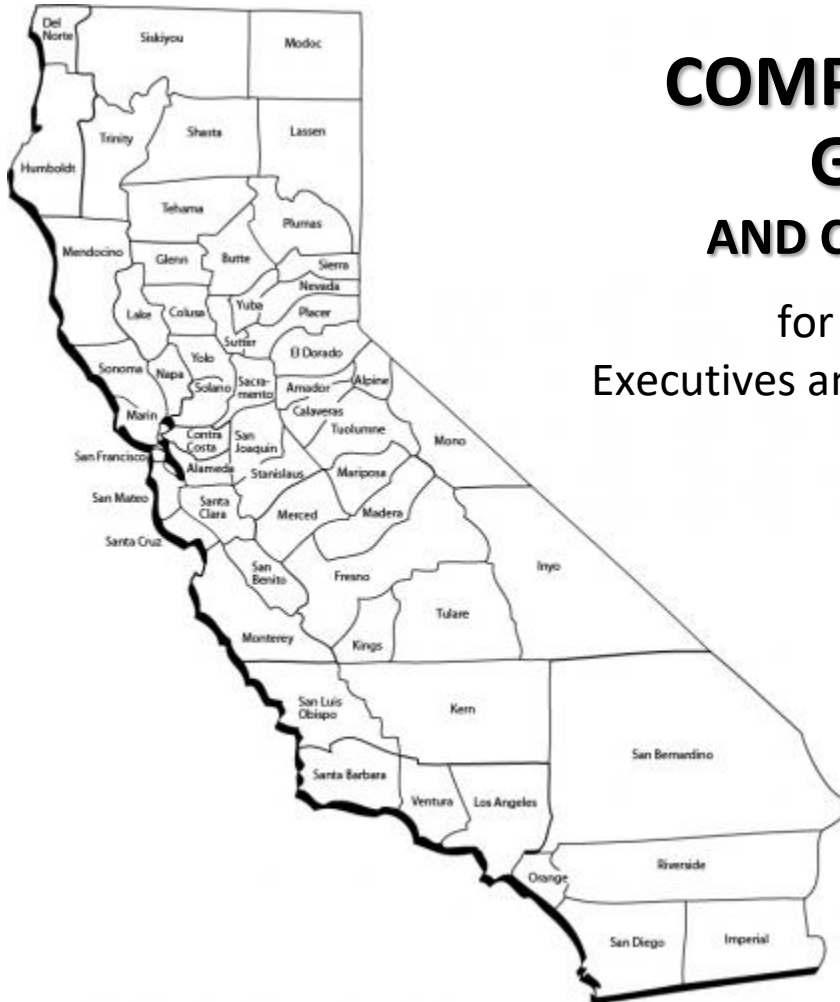 COMP
G
AND C
for
Executives an
Del
Norte
Siskiyou
Modoc
Trinity
Shasta
Lassen
Humboldt
Tehama
Plumas
Mendocino
Glenn
Butte
Sierra
Nevada
Lake
Colusa
Yuba
Placer
Sutter
Yolo
El Dorado
Sonoma
Napa
Solano
Sacra-
mento
Amador
Alpine
Calaveras
Marin
Tuolumne
Mono
Contra
Costa
San
Joaquin
San Francisco
Alameda
Stanislaus
Mariposa
San Mateo
Santa
Clara
Merced
Madera
Santa Cruz
San
Benito
Fresno
Inyo
Tulare
Monterey
Kings
San Luis
Obispo
Kern
San Bernardino
Santa Barbara
Ventura
Los Angeles
Orange
Riverside
San Diego
Imperial